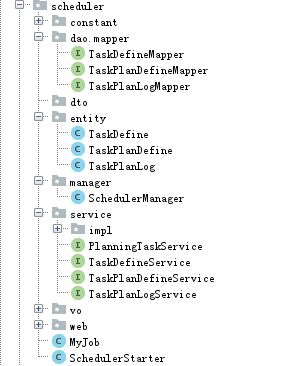 scheduler
constant
dao.mapper
TaskDefineMapper
TaskPlanDefineMapper
TaskPlanLogMapper
dto
entity
TaskDefine
TaskPlanDefine
TaskPlanLog
manager
SchedulerManager
service
impl
PlanningTaskService
TaskDefineService
TaskPlanDefineService
TaskPlanLogService
vo
web
MyJob
SchedulerStarter